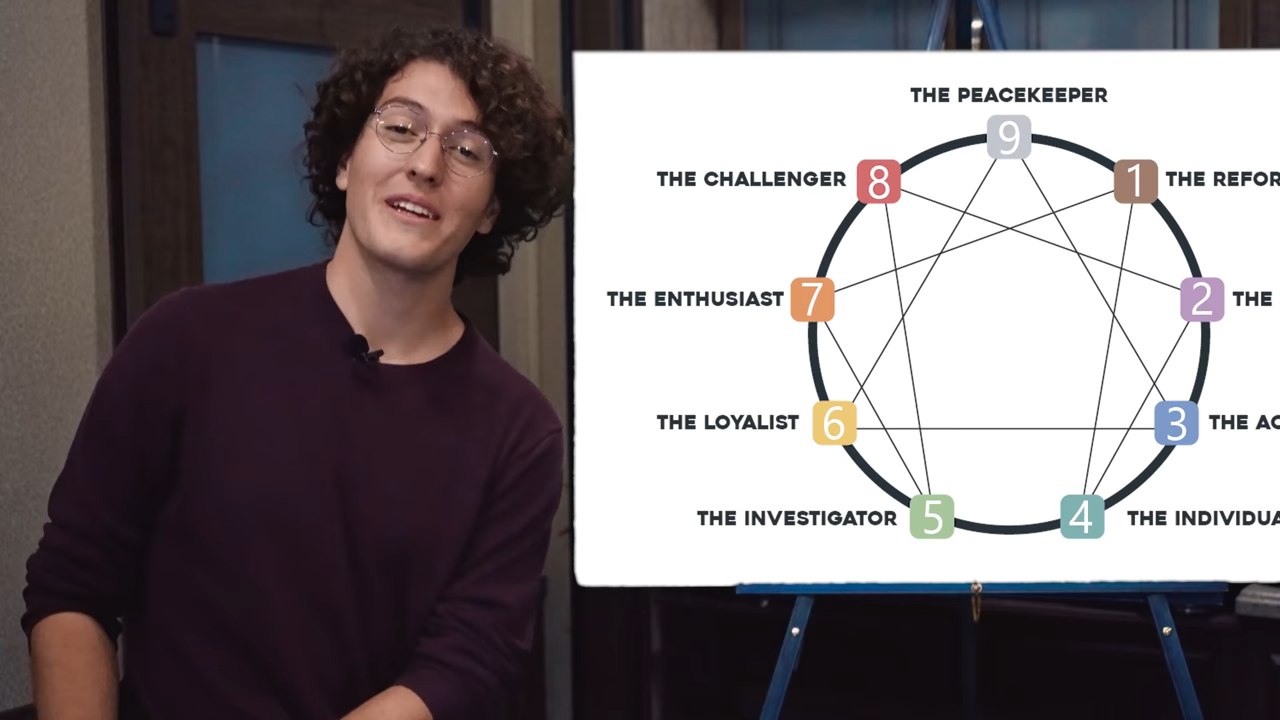 THE PEACEKEEPER
9
THE CHALLENGER 8
1 THE REFOR
THE ENTHUSIAST 7
2 THE
THE LOYALIST 6
3 THE AC
THE INVESTIGATOR 5
4 THE INDIVIDUA